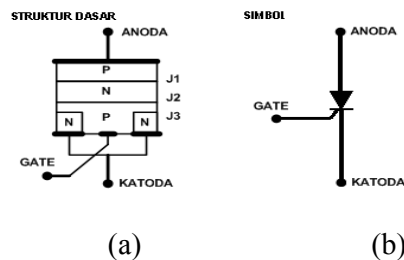 STRUKTUR DASAR
ANODA
P
J1
N
J2
P
J3
N
N
GATE
KATODA
(a)
SIMBOL
ANODA
GATE
KATODA
(b)